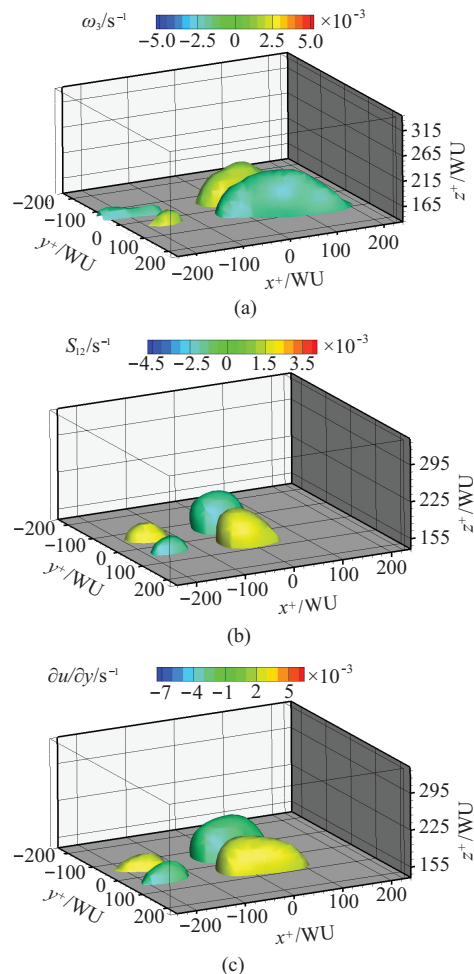 ω₃/s⁻¹
×10⁻³
−5.0 −2.5 0 2.5 5.0
315
265
215
165
z⁺/WU
−200
−100
0
100
200
y⁺/WU
−200 −100 0 100 200
x⁺/WU
(a)
S₁₂/s⁻¹
×10⁻³
−4.5 −2.5 0 1.5 3.5
295
225
155
z⁺/WU
−200
−100
0
100
200
y⁺/WU
−200 −100 0 100 200
x⁺/WU
(b)
∂u/∂y/s⁻¹
×10⁻³
−7 −4 −1 2 5
295
225
155
z⁺/WU
−200
−100
0
100
200
y⁺/WU
−200 −100 0 100 200
x⁺/WU
(c)